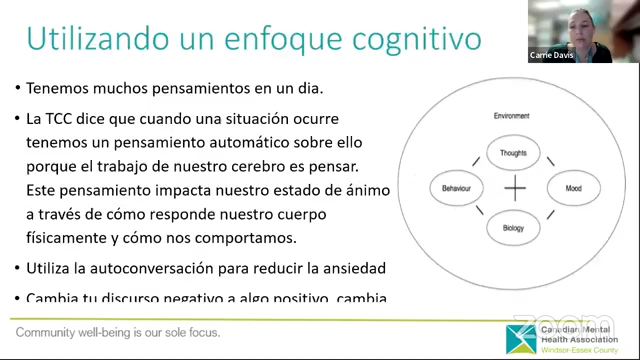 Utilizando un enfoque cognitivo
Carrie Davis
• Tenemos muchos pensamientos en un dia.
• La TCC dice que cuando una situación ocurre
tenemos un pensamiento automático sobre ello
porque el trabajo de nuestro cerebro es pensar.
Este pensamiento impacta nuestro estado de ánimo
a través de cómo responde nuestro cuerpo
físicamente y cómo nos comportamos.
• Utiliza la autoconversación para reducir la ansiedad
• Cambia tu discurso negativo a algo positivo, cambia
Environment
Thoughts
Behaviour
Mood
Biology
Community well-being is our sole focus.
zoom
Canadian Mental
Health Association
Windsor-Essex County